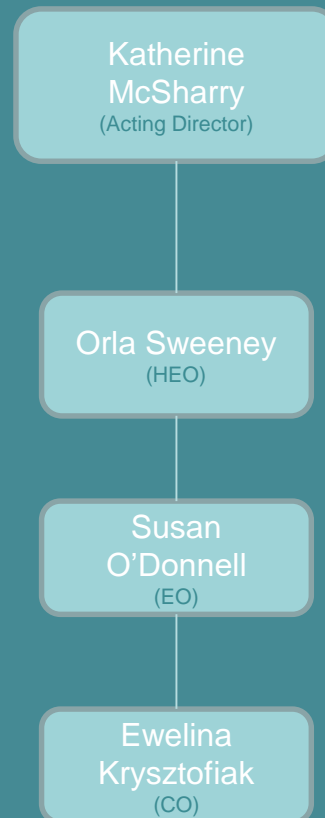 Katherine
McSharry
(Acting Director)
Orla Sweeney
(HEO)
Susan
O’Donnell
(EO)
Ewelina
Krysztofiak
(CO)